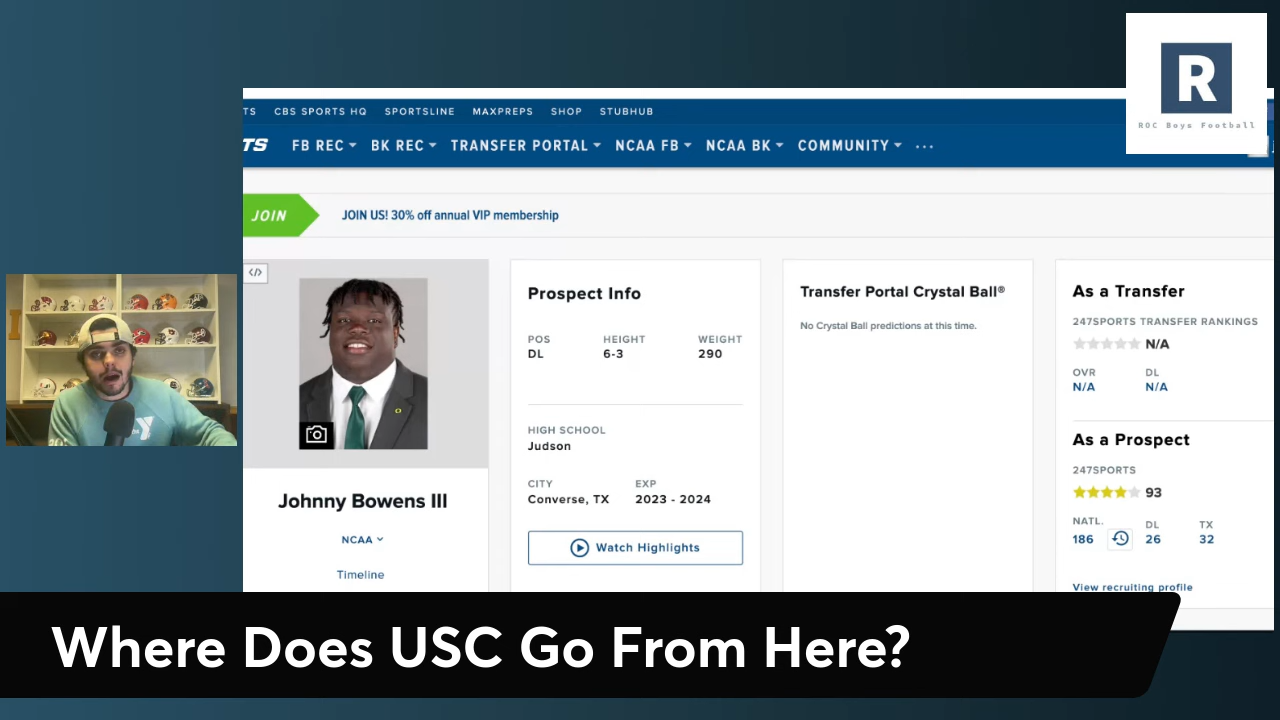 R
ROC Boys Football
TS CBS SPORTS HQ SPORTSLINE MAXPREPS SHOP STUBHUB
TS FB REC BK REC TRANSFER PORTAL NCAA FB NCAA BK COMMUNITY ...
JOIN JOIN US! 30% off annual VIP membership
</>
Prospect Info
POS HEIGHT WEIGHT
DL 6-3 290
HIGH SCHOOL
Judson
CITY EXP
Converse, TX 2023 - 2024
Watch Highlights
Johnny Bowens III
NCAA
Timeline
Transfer Portal Crystal Ball®
No Crystal Ball predictions at this time.
As a Transfer
247SPORTS TRANSFER RANKINGS
N/A
OVR DL
N/A N/A
As a Prospect
247SPORTS
93
NATL. DL TX
186 26 32
View recruiting profile
Y
Where Does USC Go From Here?